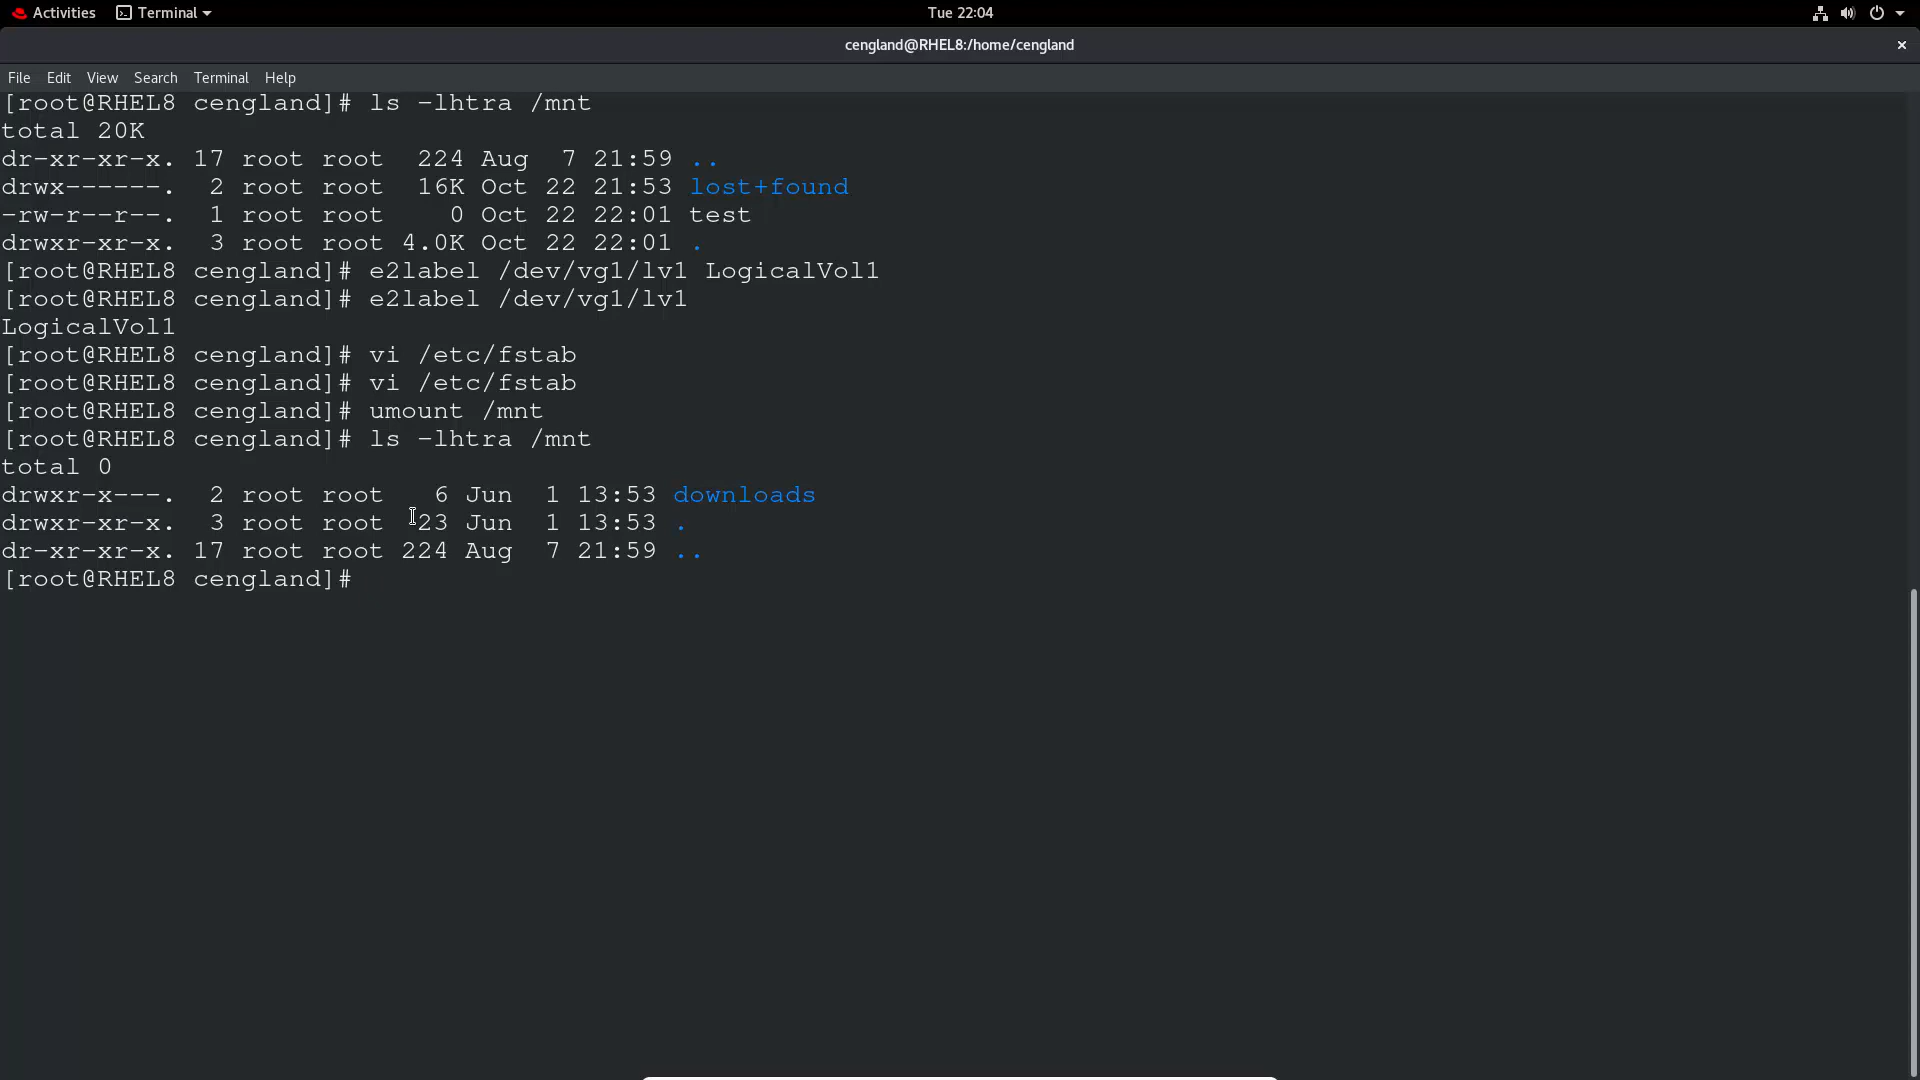 Activities Terminal Tue 22:04
cengland@RHEL8:/home/cengland ×
File Edit View Search Terminal Help
[root@RHEL8 cengland]# ls -lhtra /mnt
total 20K
dr-xr-xr-x. 17 root root  224 Aug  7 21:59 ..
drwx------.  2 root root  16K Oct 22 21:53 lost+found
-rw-r--r--.  1 root root    0 Oct 22 22:01 test
drwxr-xr-x.  3 root root 4.0K Oct 22 22:01 .
[root@RHEL8 cengland]# e2label /dev/vg1/lv1 LogicalVol1
[root@RHEL8 cengland]# e2label /dev/vg1/lv1
LogicalVol1
[root@RHEL8 cengland]# vi /etc/fstab
[root@RHEL8 cengland]# vi /etc/fstab
[root@RHEL8 cengland]# umount /mnt
[root@RHEL8 cengland]# ls -lhtra /mnt
total 0
drwxr-x---.  2 root root   6 Jun  1 13:53 downloads
drwxr-xr-x.  3 root root  23 Jun  1 13:53 .
dr-xr-xr-x. 17 root root 224 Aug  7 21:59 ..
[root@RHEL8 cengland]#